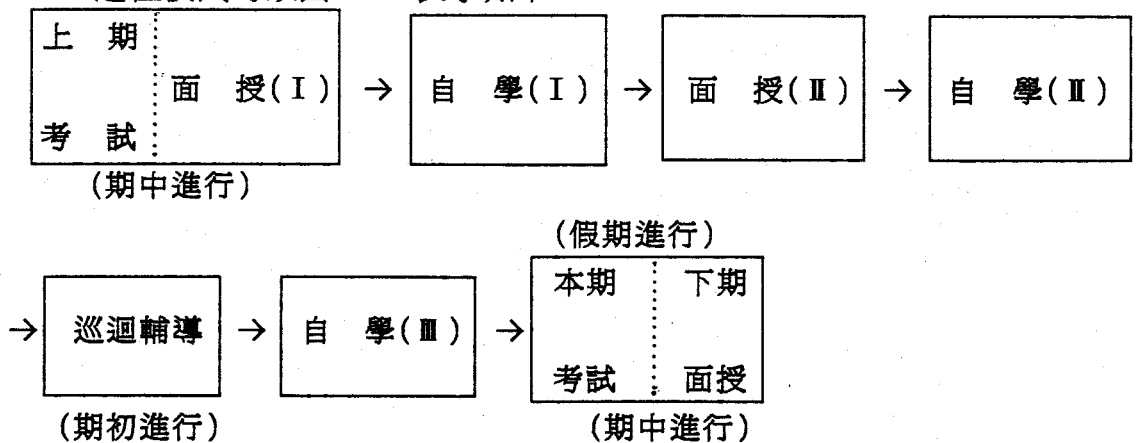 上 期
面 授(Ⅰ) → 自 學(Ⅰ) → 面 授(Ⅱ) → 自 學(Ⅱ)
考 試
(期中進行)
(假期進行)
本期 下期
→ 巡迴輔導 → 自 學(Ⅲ) →
考試 面授
(期初進行) (期中進行)